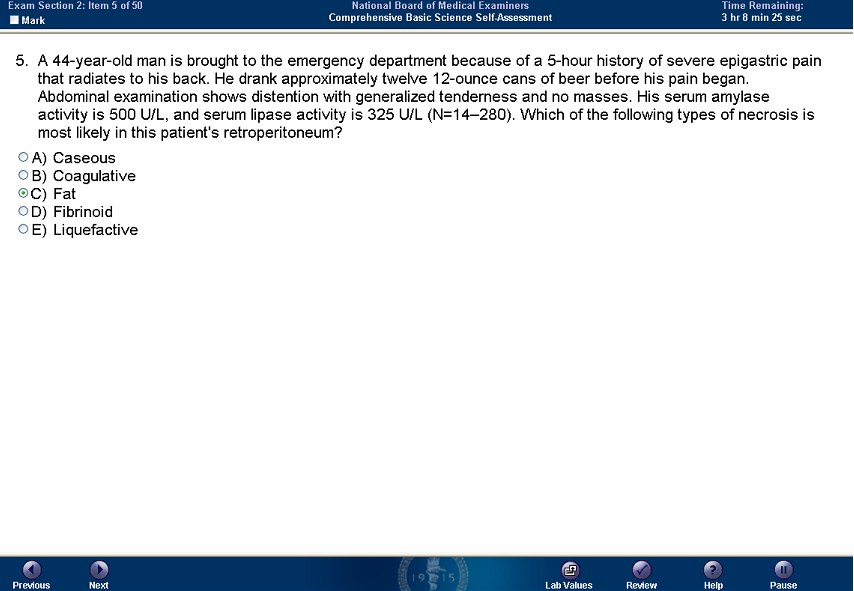 Exam Section 2: Item 5 of 50
National Board of Medical Examiners
Time Remaining:
Mark
Comprehensive Basic Science Self-Assessment
3 hr 8 min 25 sec
5. A 44-year-old man is brought to the emergency department because of a 5-hour history of severe epigastric pain
that radiates to his back. He drank approximately twelve 12-ounce cans of beer before his pain began.
Abdominal examination shows distention with generalized tenderness and no masses. His serum amylase
activity is 500 U/L, and serum lipase activity is 325 U/L (N=14–280). Which of the following types of necrosis is
most likely in this patient's retroperitoneum?
A) Caseous
B) Coagulative
C) Fat
D) Fibrinoid
E) Liquefactive
19 15
Previous Next Lab Values Review Help Pause